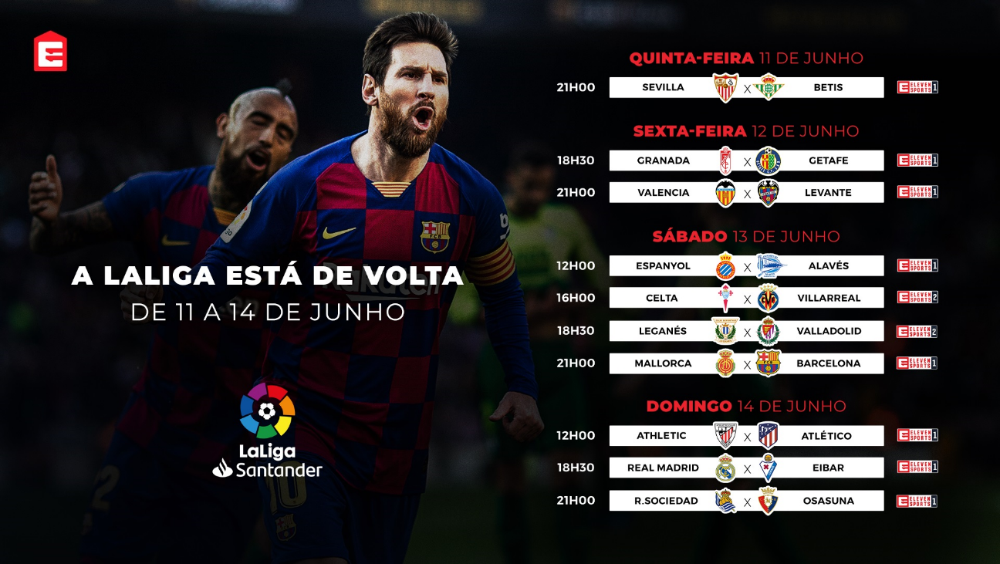 A LALIGA ESTÁ DE VOLTA
DE 11 A 14 DE JUNHO
LaLiga
Santander
Rakuten
10
QUINTA-FEIRA 11 DE JUNHO
21H00 SEVILLA X BETIS ELEVEN SPORTS 1
SEXTA-FEIRA 12 DE JUNHO
18H30 GRANADA X GETAFE ELEVEN SPORTS 1
21H00 VALENCIA X LEVANTE ELEVEN SPORTS 1
SÁBADO 13 DE JUNHO
12H00 ESPANYOL X ALAVÉS ELEVEN SPORTS 1
16H00 CELTA X VILLARREAL ELEVEN SPORTS 2
18H30 LEGANÉS X VALLADOLID ELEVEN SPORTS 2
21H00 MALLORCA X BARCELONA ELEVEN SPORTS 1
DOMINGO 14 DE JUNHO
12H00 ATHLETIC X ATLÉTICO ELEVEN SPORTS 1
18H30 REAL MADRID X EIBAR ELEVEN SPORTS 1
21H00 R.SOCIEDAD X OSASUNA ELEVEN SPORTS 1